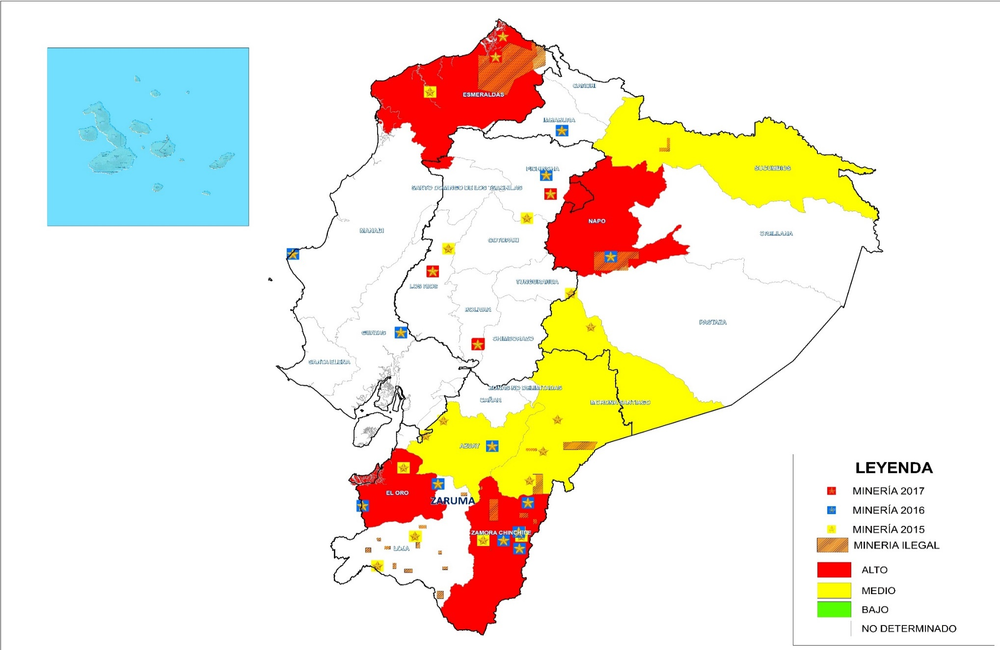 CARCHI
ESMERALDAS
IMBABURA
PICHINCHA
SUCUMBIOS
SANTO DOMINGO DE LOS TSACHILAS
NAPO
MANABI
ORELLANA
COTOPAXI
TUNGURAHUA
LOS RIOS
BOLIVAR
PASTAZA
GUAYAS
CHIMBORAZO
SANTA ELENA
ZONAS NO DELIMITADAS
CAÑAR
MORONA SANTIAGO
AZUAY
EL ORO
ZARUMA
ZAMORA CHINCHIPE
LOJA
LEYENDA
MINERÍA 2017
MINERÍA 2016
MINERÍA 2015
MINERIA ILEGAL
ALTO
MEDIO
BAJO
NO DETERMINADO